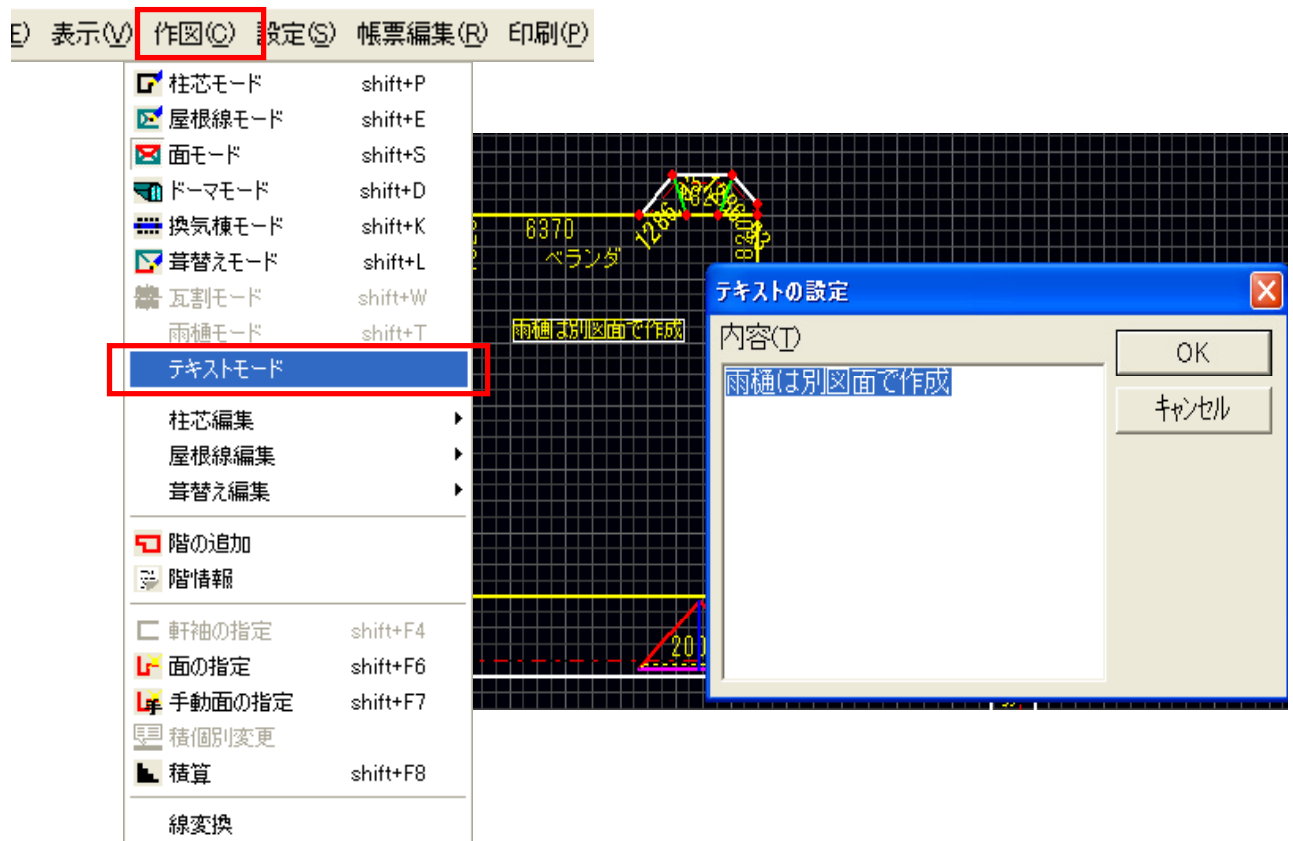 表示(V) 作図(C) 設定(S) 帳票編集(R) 印刷(P)
柱芯モード shift+P
屋根線モード shift+E
面モード shift+S
ドーマモード shift+D
換気棟モード shift+K
葺替えモード shift+L
瓦割モード shift+W
雨樋モード shift+T
テキストモード
柱芯編集
屋根線編集
葺替え編集
階の追加
階情報
軒袖の指定 shift+F4
面の指定 shift+F6
手動面の指定 shift+F7
積個別変更
積算 shift+F8
線変換
6370
ベランダ
雨樋は別図面で作成
1286
テキストの設定
内容(T)
雨樋は別図面で作成
OK
キャンセル